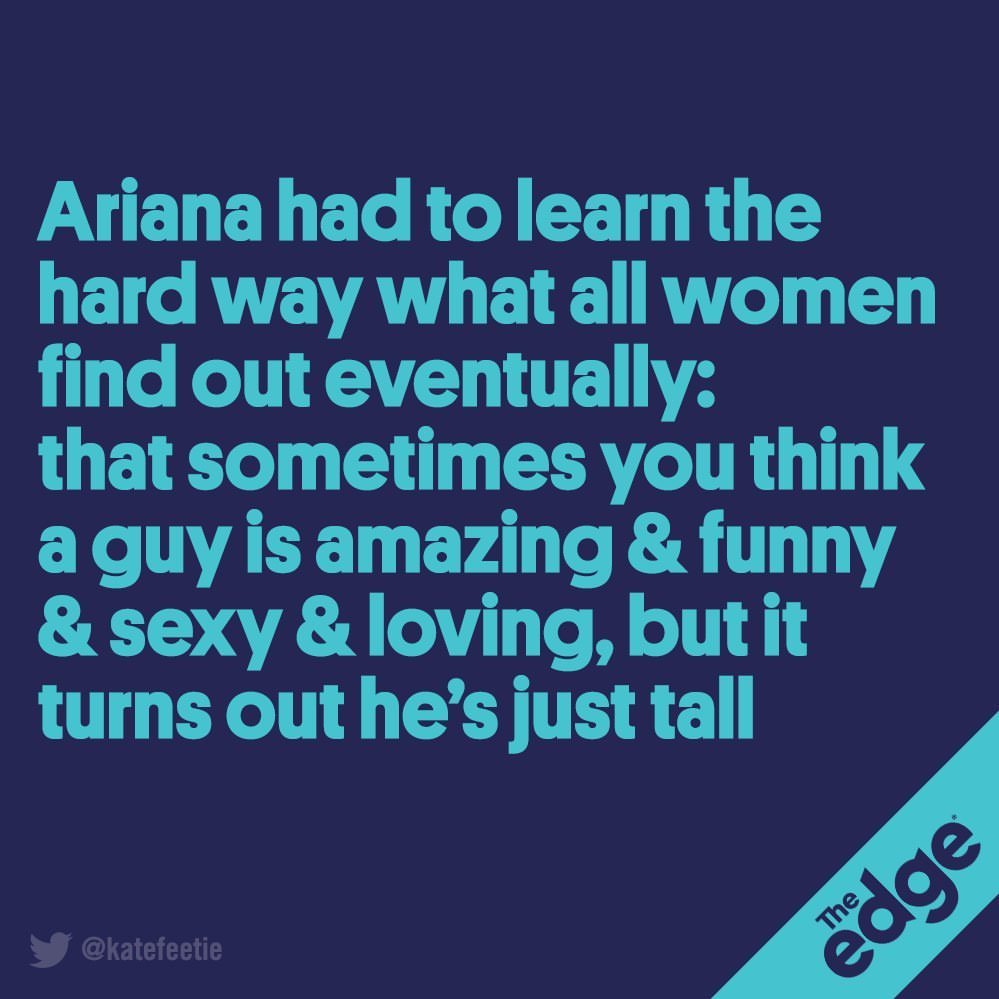 Ariana had to learn the
hard way what all women
find out eventually:
that sometimes you think
a guy is amazing & funny
& sexy & loving, but it
turns out he’s just tall
The
edge
@katefeetie